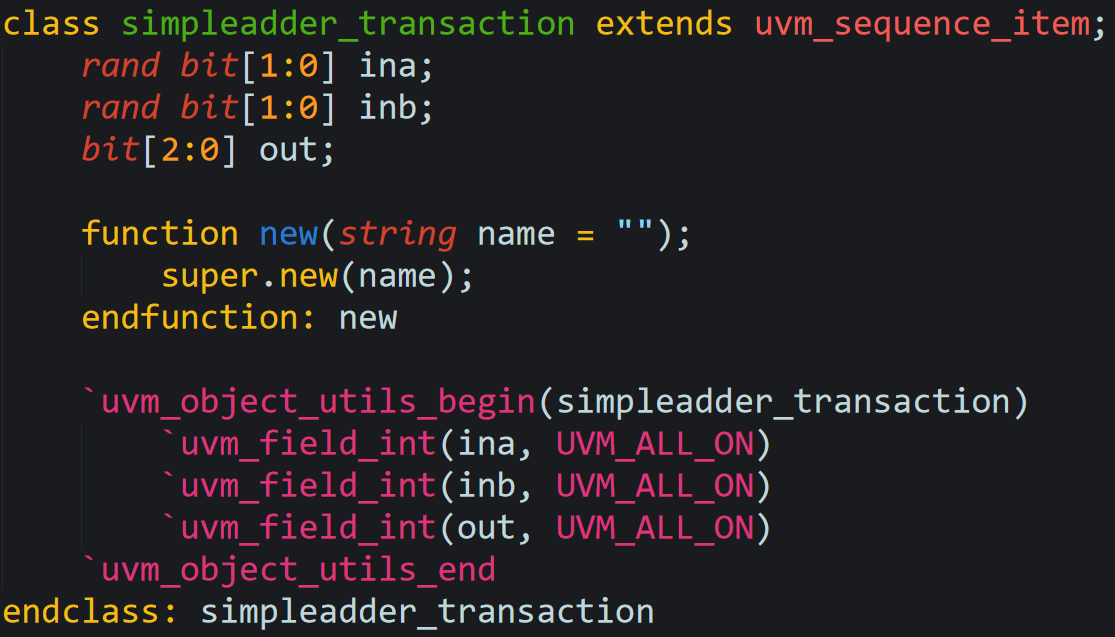 class simpleadder_transaction extends uvm_sequence_item;
    rand bit[1:0] ina;
    rand bit[1:0] inb;
    bit[2:0] out;

    function new(string name = "");
        super.new(name);
    endfunction: new

    `uvm_object_utils_begin(simpleadder_transaction)
        `uvm_field_int(ina, UVM_ALL_ON)
        `uvm_field_int(inb, UVM_ALL_ON)
        `uvm_field_int(out, UVM_ALL_ON)
    `uvm_object_utils_end
endclass: simpleadder_transaction